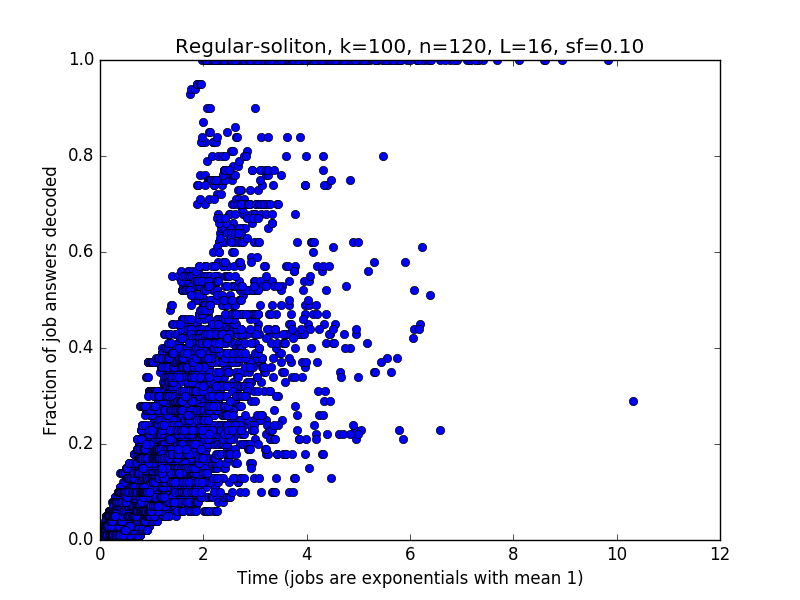 Regular-soliton, k=100, n=120, L=16, sf=0.10
1.0
0.8
0.6
0.4
0.2
0.0
Fraction of job answers decoded
0 2 4 6 8 10 12
Time (jobs are exponentials with mean 1)